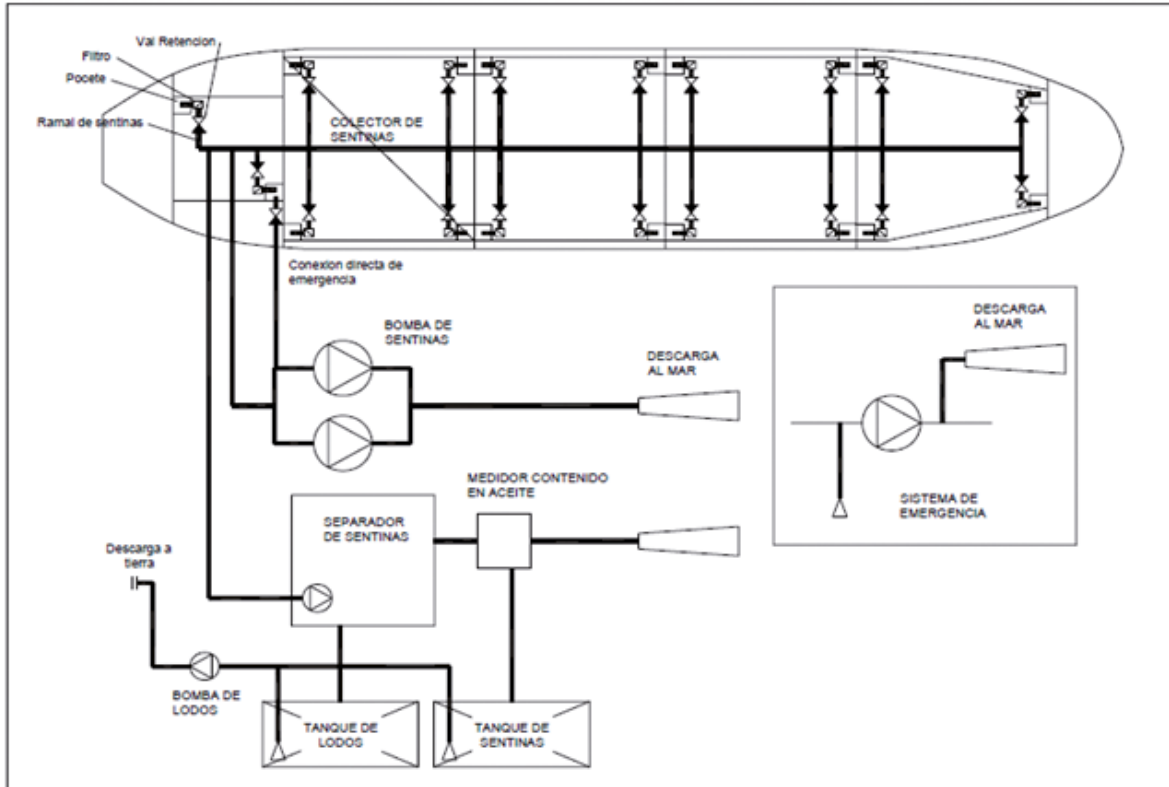 Val Retencion
Filtro
Pocete
Ramal de sentinas
COLECTOR DE
SENTINAS
Conexion directa de
emergencia
BOMBA DE
SENTINAS
DESCARGA
AL MAR
DESCARGA
AL MAR
SISTEMA DE
EMERGENCIA
MEDIDOR CONTENIDO
EN ACEITE
SEPARADOR
DE SENTINAS
Descarga a
tierra
BOMBA DE
LODOS
TANQUE DE
LODOS
TANQUE DE
SENTINAS